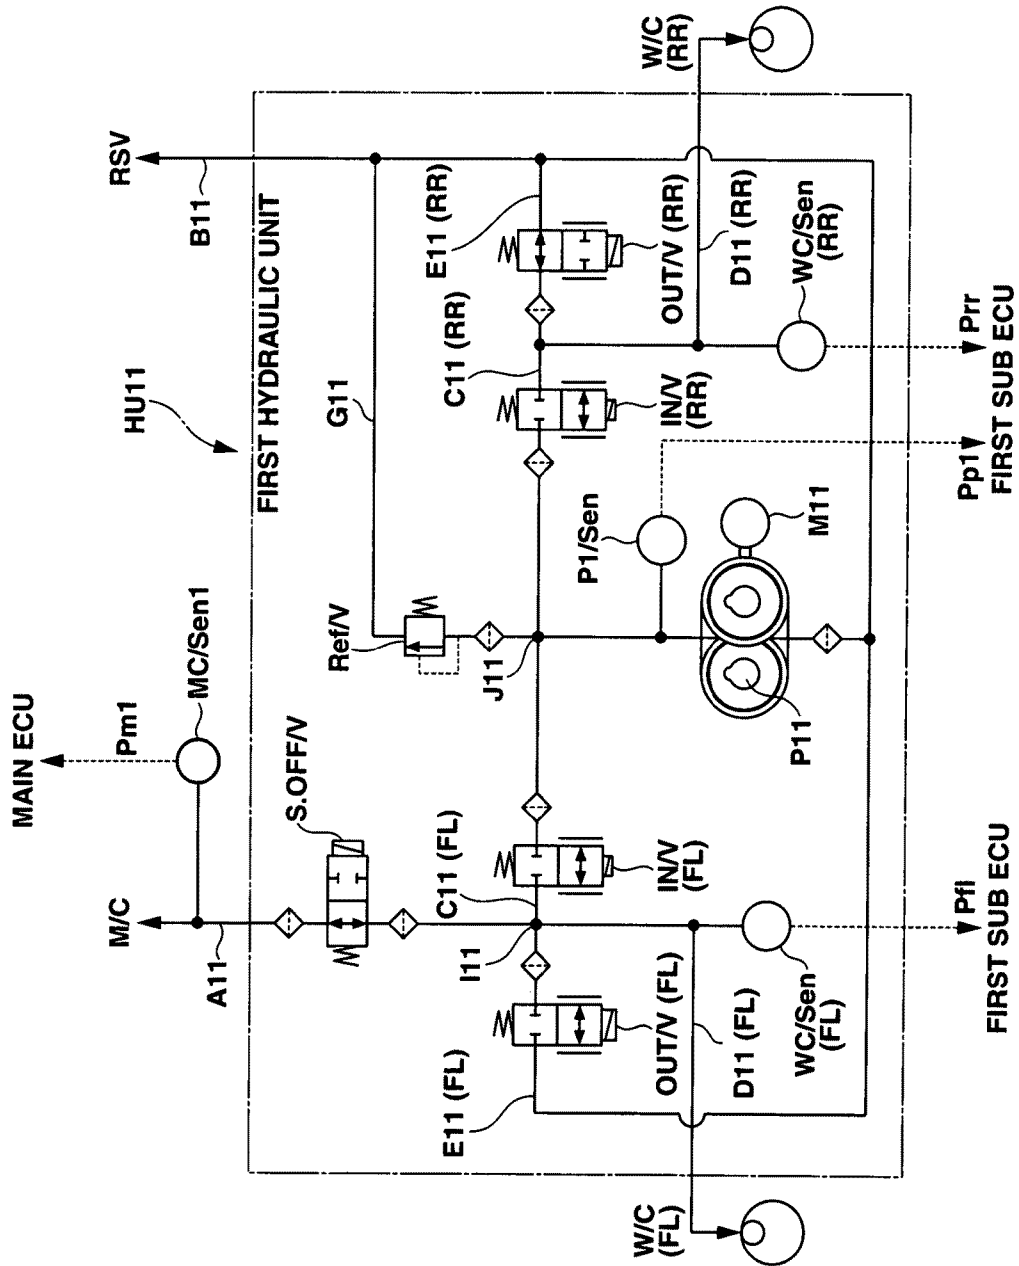 MAIN ECU
Pm1
MC/Sen1
M/C
A11
S.OFF/V
HU11
RSV
B11
FIRST HYDRAULIC UNIT
G11
Ref/V
J11
I11
C11 (FL)
IN/V
(FL)
E11 (FL)
OUT/V (FL)
D11 (FL)
WC/Sen
(FL)
Pfl
FIRST SUB ECU
W/C
(FL)
C11 (RR)
E11 (RR)
IN/V
(RR)
OUT/V (RR)
D11 (RR)
WC/Sen
(RR)
P1/Sen
M11
P11
Pp1
Prr
FIRST SUB ECU
W/C
(RR)